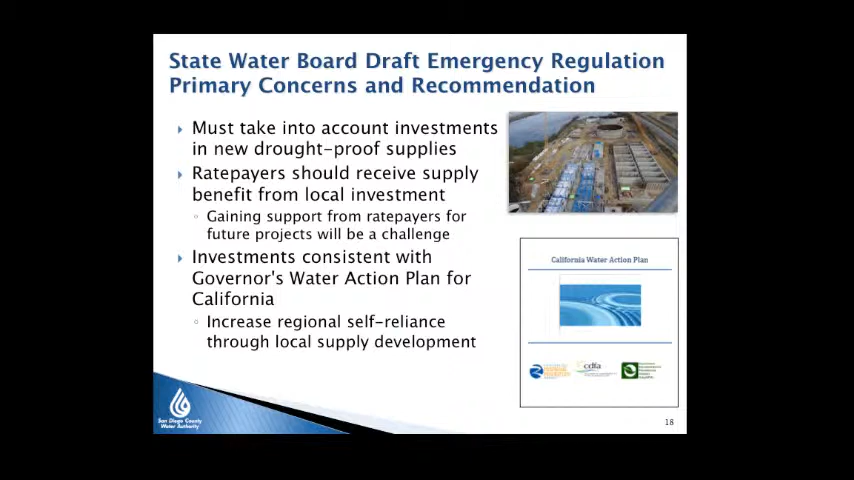 State Water Board Draft Emergency Regulation
Primary Concerns and Recommendation
Must take into account investments
in new drought-proof supplies
Ratepayers should receive supply
benefit from local investment
Gaining support from ratepayers for
future projects will be a challenge
Investments consistent with
Governor's Water Action Plan for
California
Increase regional self-reliance
through local supply development
California Water Action Plan
cdfa
San Diego County
Water Authority
18